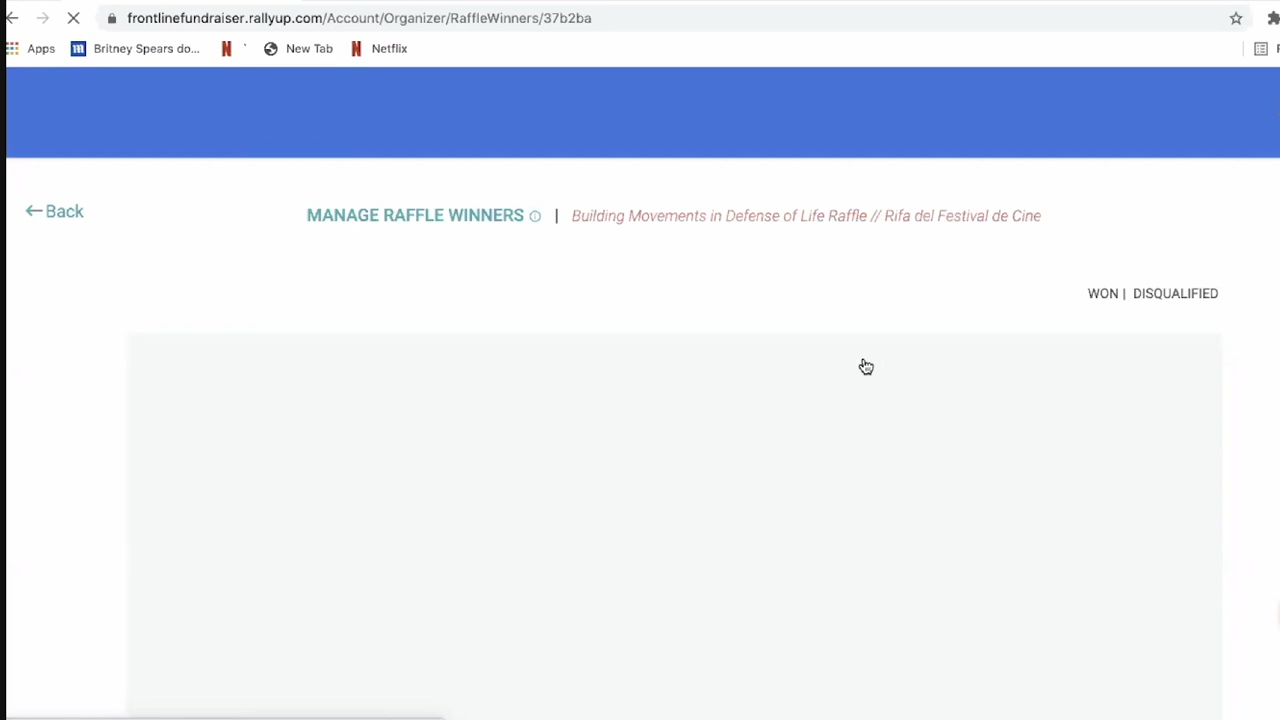 frontlinefundraiser.rallyup.com/Account/Organizer/RaffleWinners/37b2ba
Apps Britney Spears do... N ` New Tab N Netflix
← Back
MANAGE RAFFLE WINNERS | Building Movements in Defense of Life Raffle // Rifa del Festival de Cine
WON | DISQUALIFIED